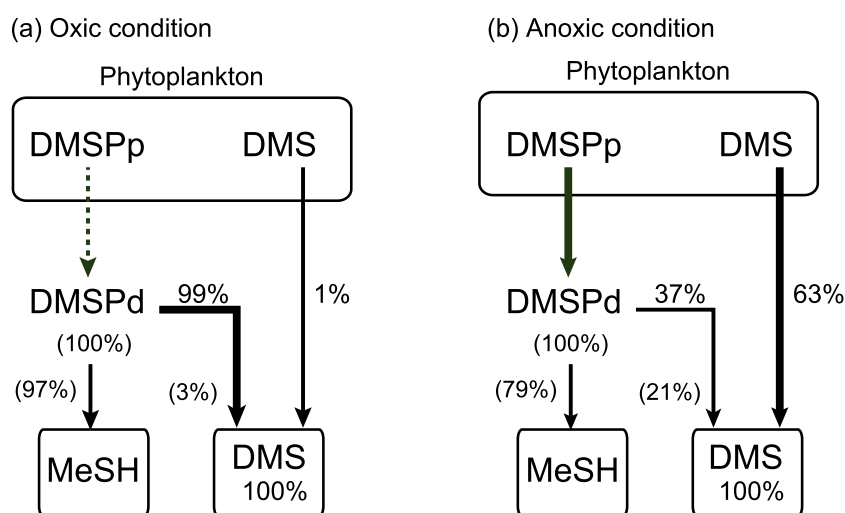 (a) Oxic condition
Phytoplankton
DMSPp
DMS
DMSPd
99%
1%
(100%)
(97%)
(3%)
MeSH
DMS
100%
(b) Anoxic condition
Phytoplankton
DMSPp
DMS
DMSPd
37%
63%
(100%)
(79%)
(21%)
MeSH
DMS
100%